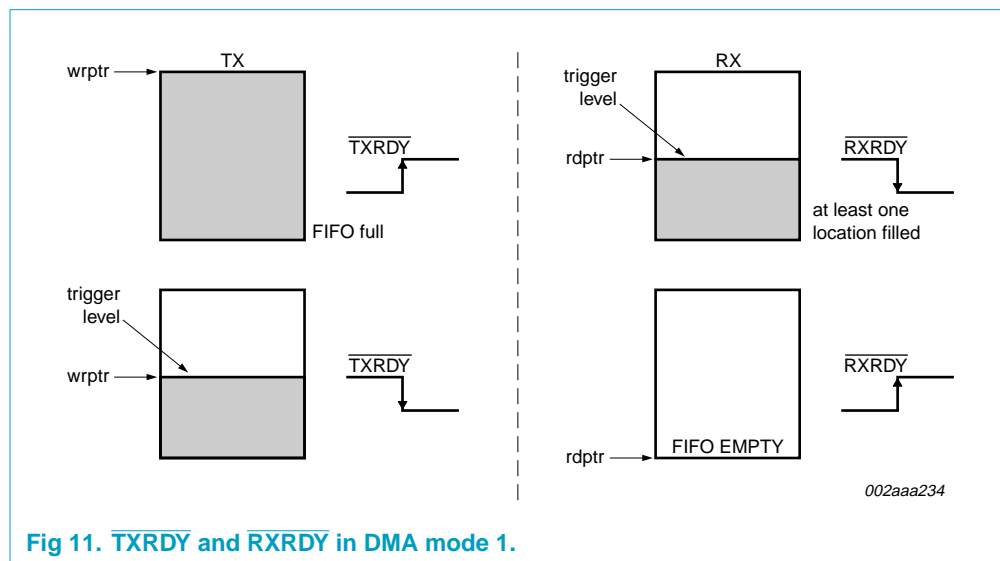 TX
wrptr
TXRDY
FIFO full
trigger
level
wrptr
TXRDY
RX
trigger
level
rdptr
RXRDY
at least one
location filled
RXRDY
FIFO EMPTY
rdptr
002aaa234
Fig 11. TXRDY and RXRDY in DMA mode 1.